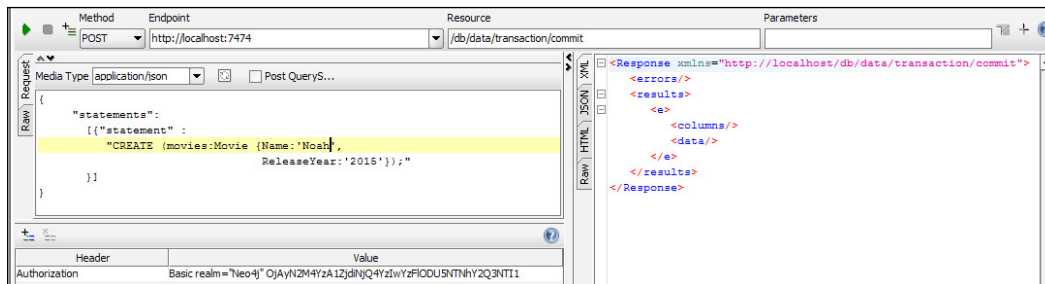 Method Endpoint Resource Parameters
POST http://localhost:7474 /db/data/transaction/commit
Request
Raw
Media Type application/json Post QueryS...
{
"statements":
[{"statement" :
"CREATE (movies:Movie {Name:'Noah',
ReleaseYear:'2015'});"
}]
}
Header Value
Authorization Basic realm="Neo4j" OjAyN2M4YzA1ZjdiNjQ4YzIwYzFlODU5NTNhY2Q3NTI1
XML
JSON
HTML
Raw
<Response xmlns="http://localhost/db/data/transaction/commit">
<errors/>
<results>
<e>
<columns/>
<data/>
</e>
</results>
</Response>